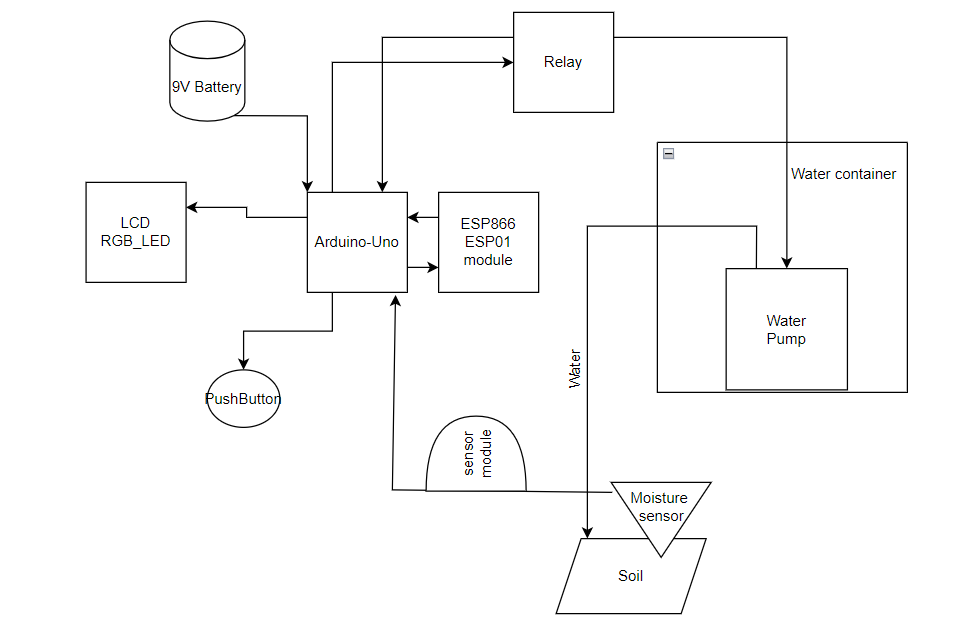 Relay
9V Battery
Water container
LCD
RGB_LED
Arduino-Uno
ESP866
ESP01
module
Water
Pump
Water
PushButton
sensor
module
Moisture
sensor
Soil